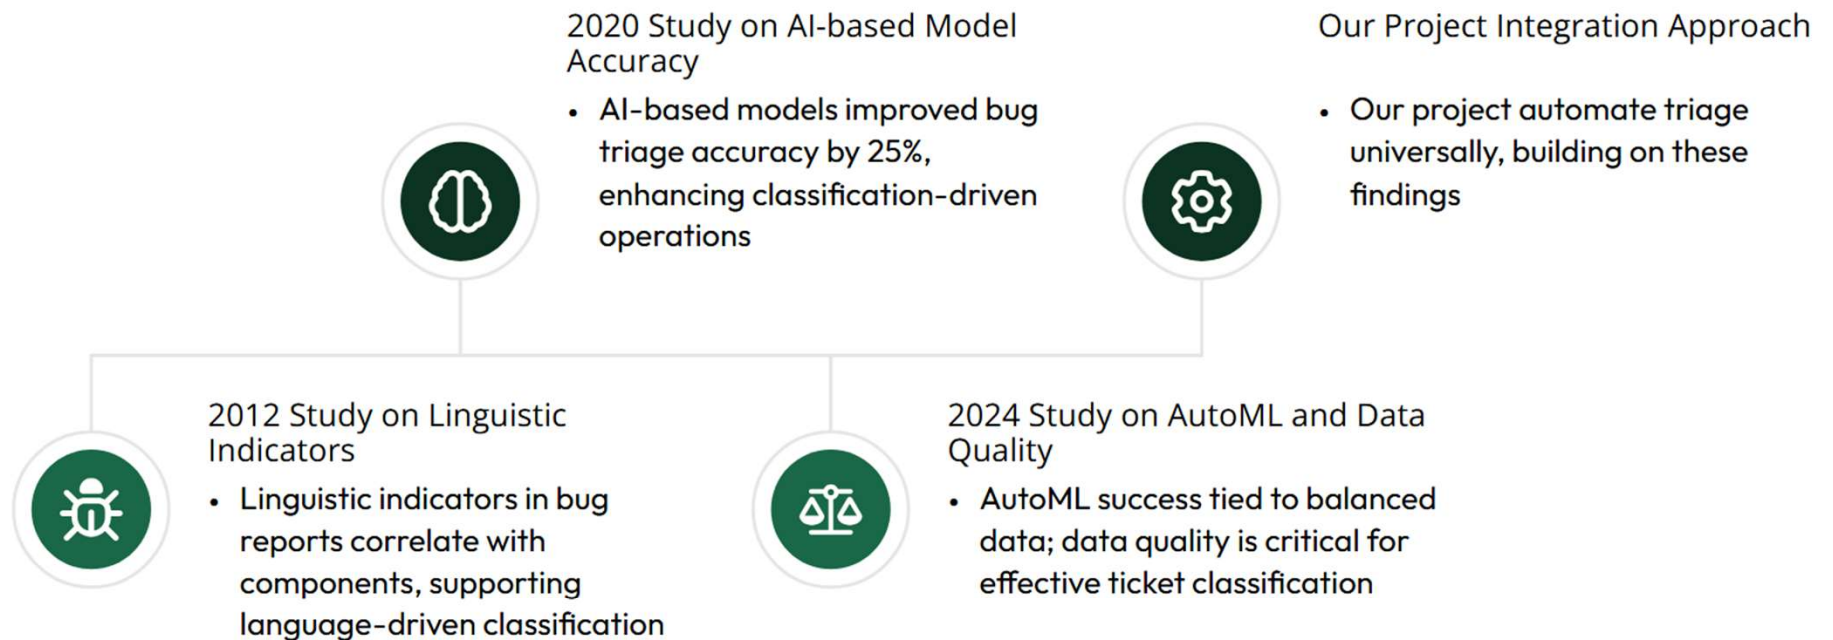 2020 Study on AI-based Model
Accuracy
• AI-based models improved bug
triage accuracy by 25%,
enhancing classification-driven
operations
Our Project Integration Approach
• Our project automate triage
universally, building on these
findings
2012 Study on Linguistic
Indicators
• Linguistic indicators in bug
reports correlate with
components, supporting
language-driven classification
2024 Study on AutoML and Data
Quality
• AutoML success tied to balanced
data; data quality is critical for
effective ticket classification